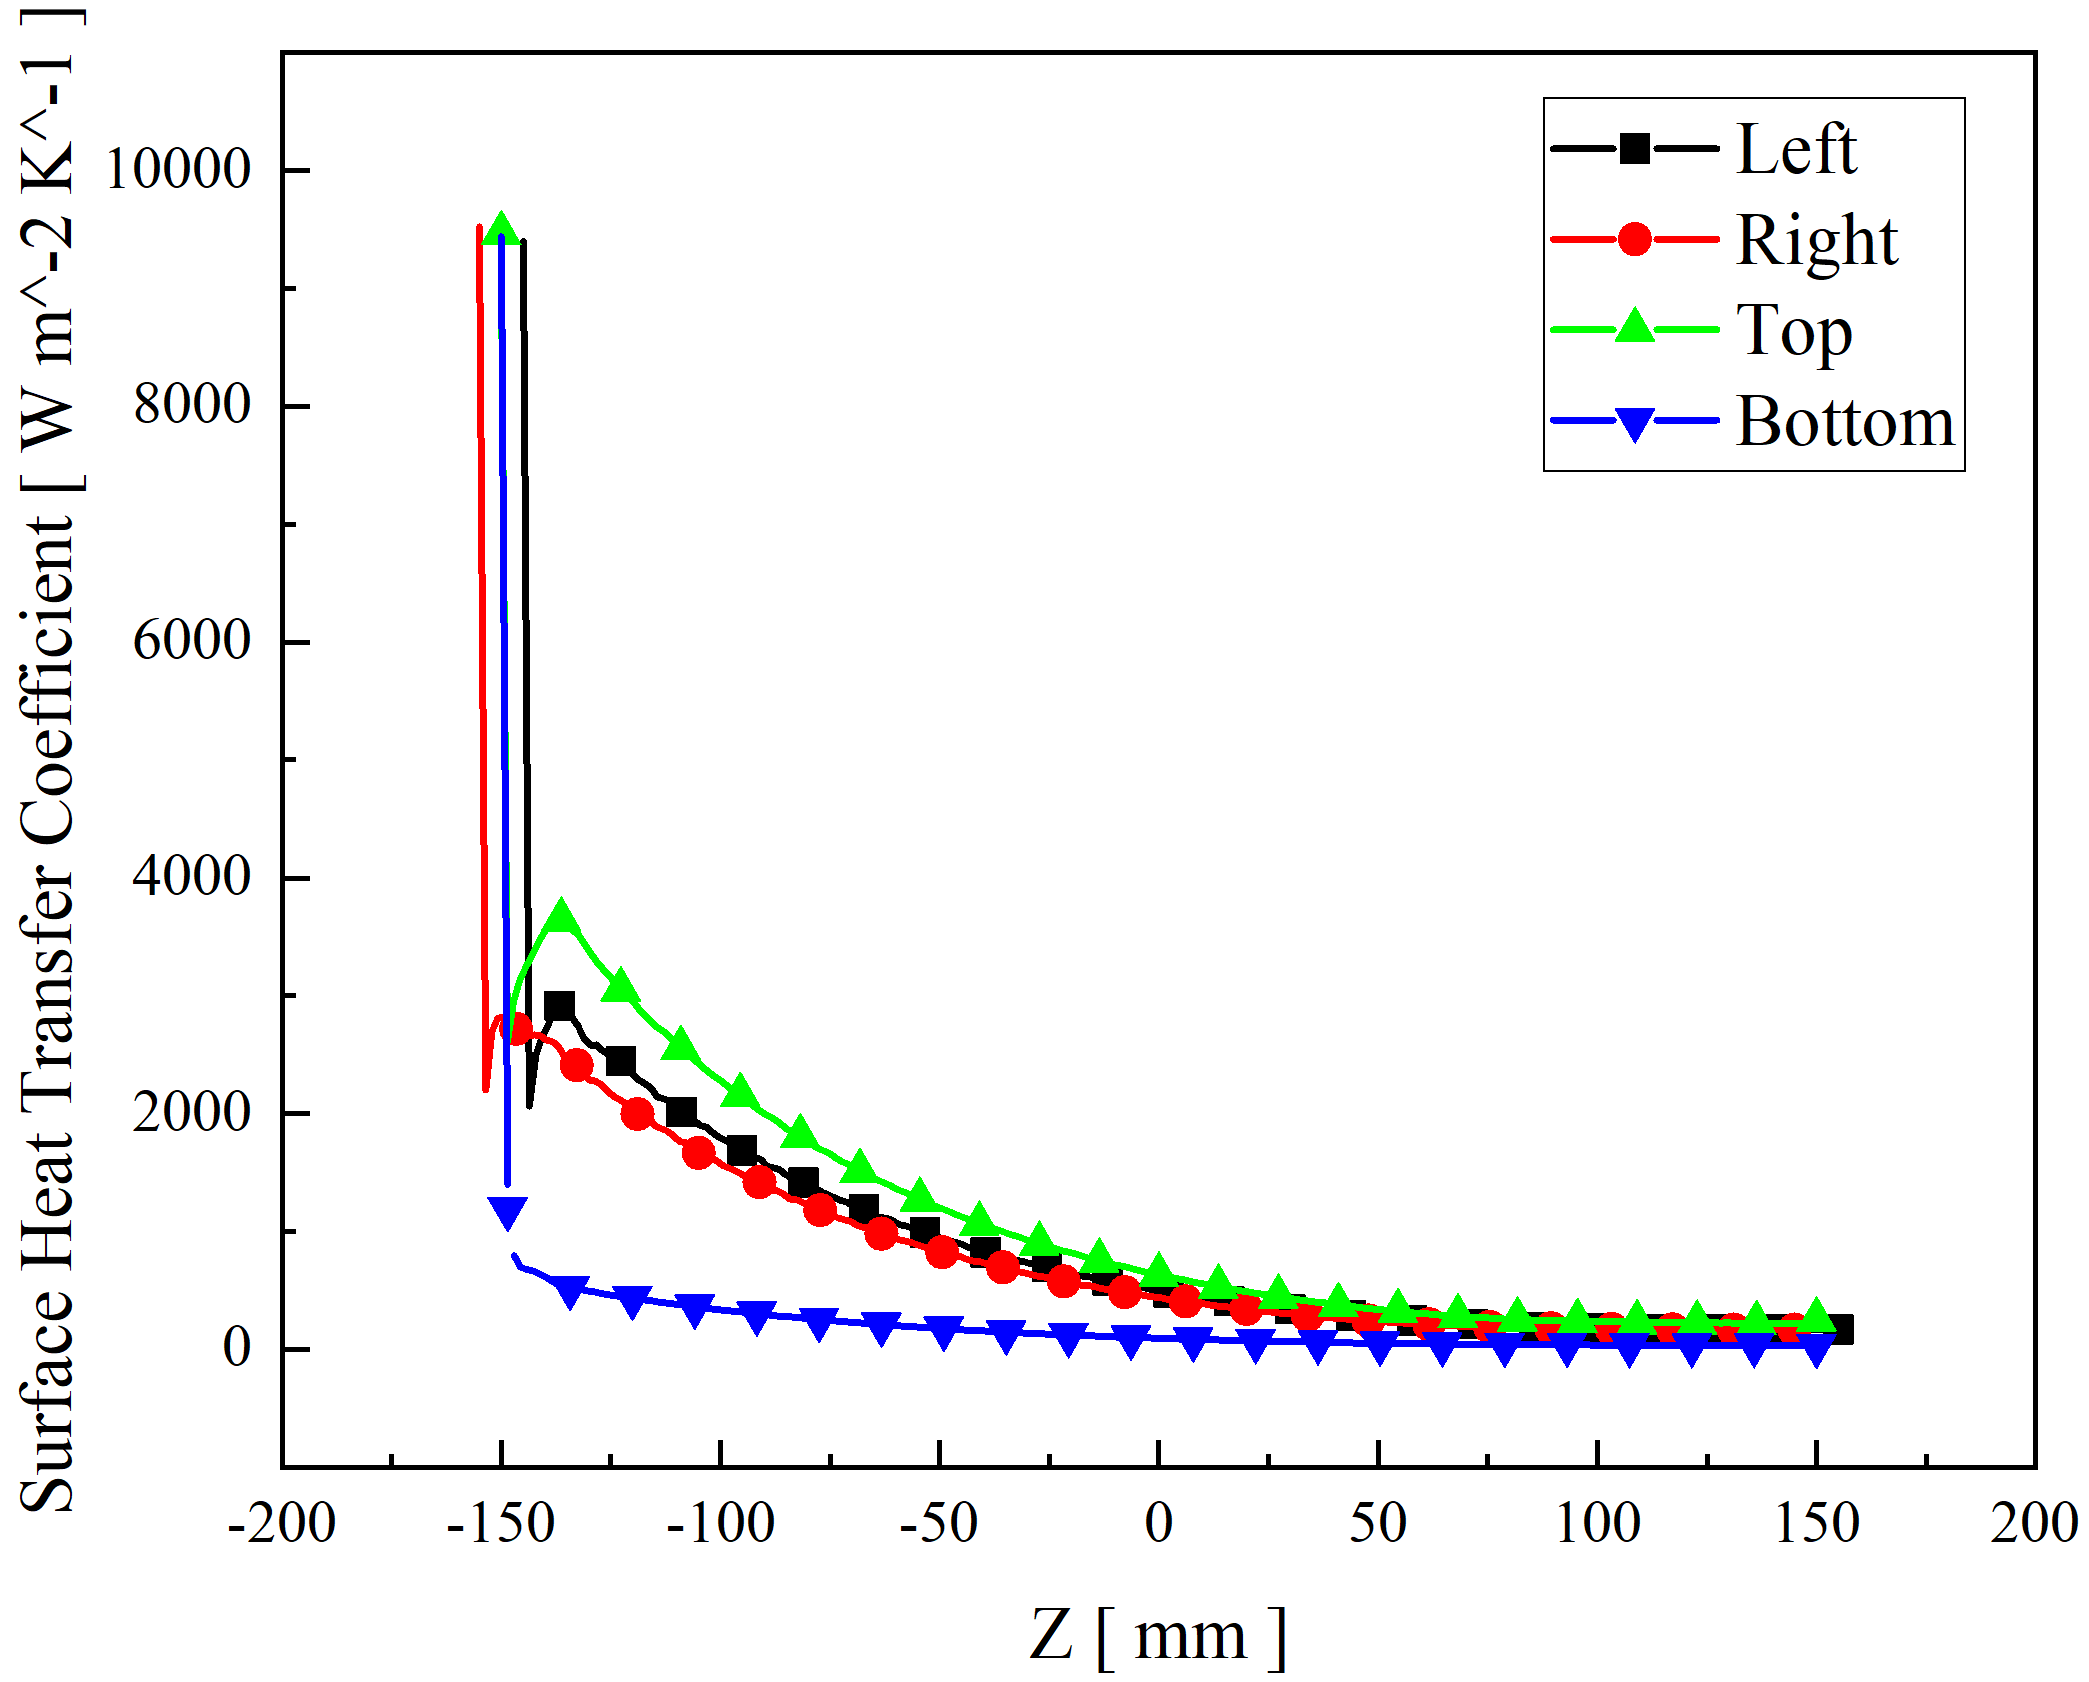 Surface Heat Transfer Coefficient [ W m^-2 K^-1 ]
10000
8000
6000
4000
2000
0
Left
Right
Top
Bottom
-200 -150 -100 -50 0 50 100 150 200
Z [ mm ]